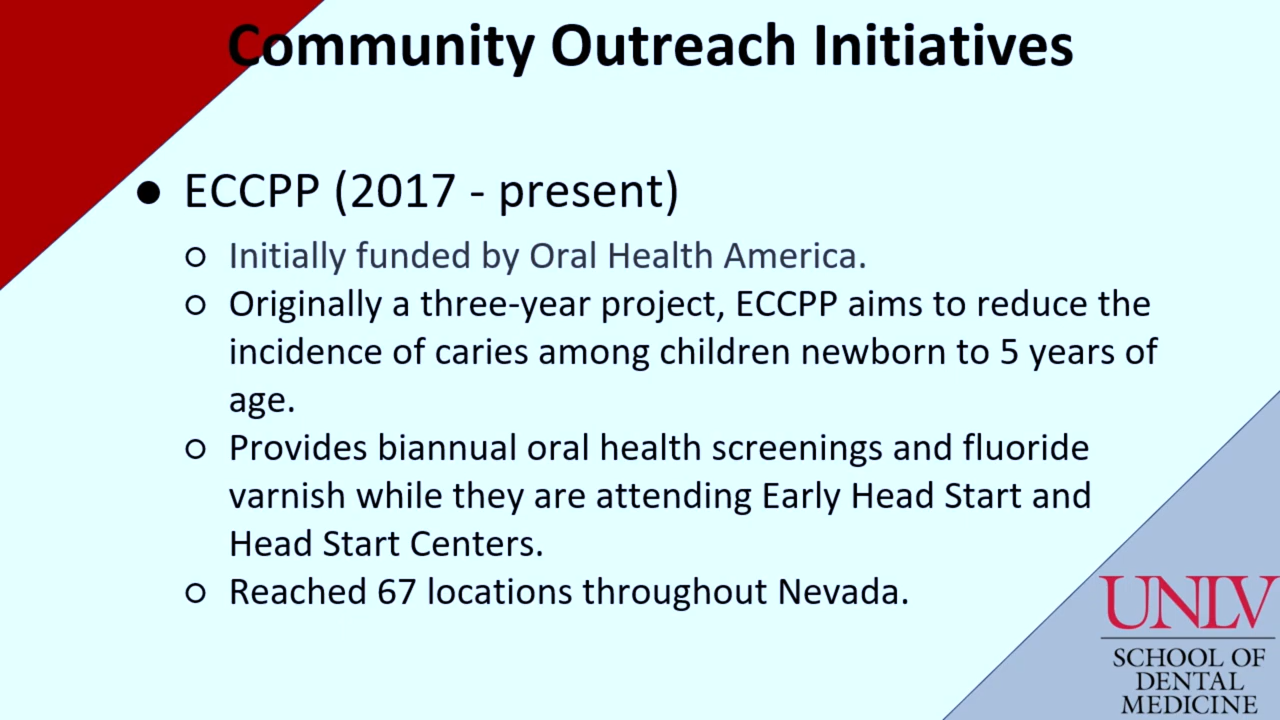 Community Outreach Initiatives
● ECCPP (2017 - present)
○ Initially funded by Oral Health America.
○ Originally a three-year project, ECCPP aims to reduce the
incidence of caries among children newborn to 5 years of
age.
○ Provides biannual oral health screenings and fluoride
varnish while they are attending Early Head Start and
Head Start Centers.
○ Reached 67 locations throughout Nevada.
UNLV
SCHOOL OF
DENTAL
MEDICINE